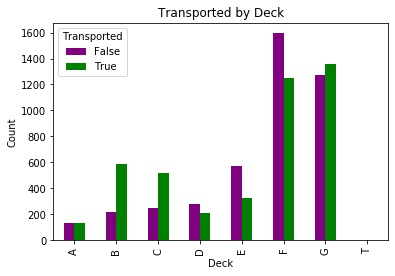 Transported by Deck
Transported
False
True
1600
1400
1200
1000
800
600
400
200
0
Count
A
B
C
D
E
F
G
T
Deck